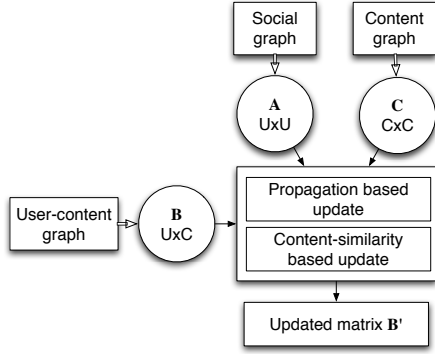 Social
graph
Content
graph
A
UxU
C
CxC
User-content
graph
B
UxC
Propagation based
update
Content-similarity
based update
Updated matrix B'